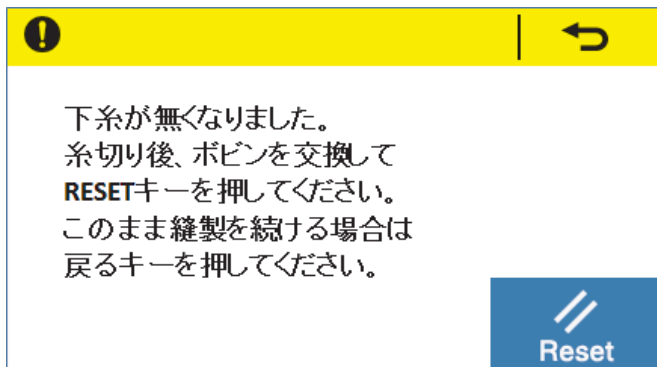 下糸が無くなりました。
糸切り後、ボビンを交換して
RESETキーを押してください。
このまま縫製を続ける場合は
戻るキーを押してください。
Reset